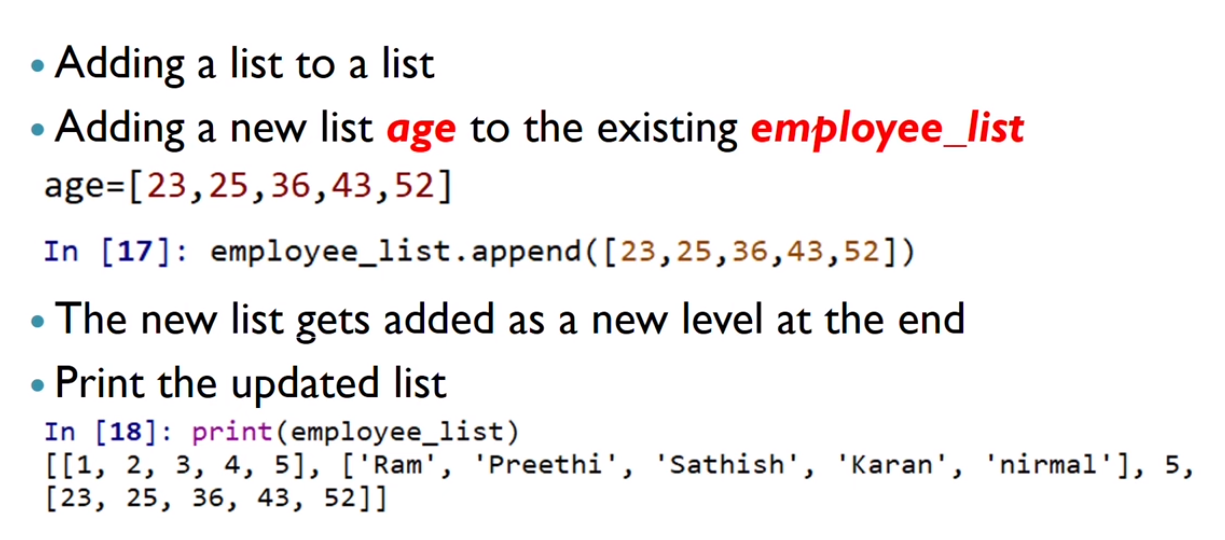 Adding a list to a list
Adding a new list age to the existing employee_list
age=[23,25,36,43,52]
In [17]: employee_list.append([23,25,36,43,52])
The new list gets added as a new level at the end
Print the updated list
In [18]: print(employee_list)
[[1, 2, 3, 4, 5], ['Ram', 'Preethi', 'Sathish', 'Karan', 'nirmal'], 5,
[23, 25, 36, 43, 52]]